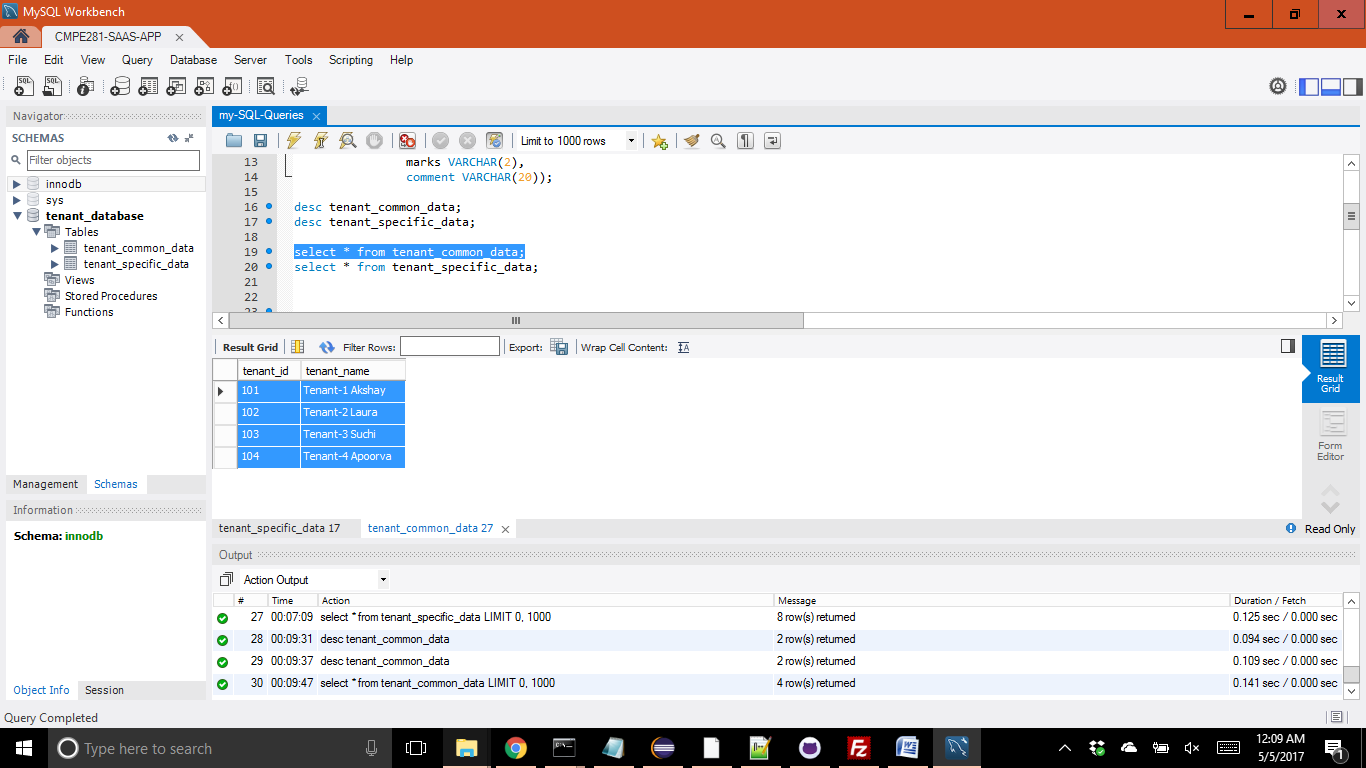 MySQL Workbench
CMPE281-SAAS-APP
File Edit View Query Database Server Tools Scripting Help
Navigator
SCHEMAS
Filter objects
innodb
sys
tenant_database
Tables
tenant_common_data
tenant_specific_data
Views
Stored Procedures
Functions
Management Schemas
Information
Schema: innodb
Object Info Session
my-SQL-Queries
Limit to 1000 rows
13 marks VARCHAR(2),
14 comment VARCHAR(20));
15
16 desc tenant_common_data;
17 desc tenant_specific_data;
18
19 select * from tenant_common_data;
20 select * from tenant_specific_data;
21
22
23
Result Grid Filter Rows: Export: Wrap Cell Content:
tenant_id tenant_name
101 Tenant-1 Akshay
102 Tenant-2 Laura
103 Tenant-3 Suchi
104 Tenant-4 Apoorva
Result
Grid
Form
Editor
tenant_specific_data 17 tenant_common_data 27
Read Only
Output
Action Output
# Time Action Message Duration / Fetch
27 00:07:09 select * from tenant_specific_data LIMIT 0, 1000 8 row(s) returned 0.125 sec / 0.000 sec
28 00:09:31 desc tenant_common_data 2 row(s) returned 0.094 sec / 0.000 sec
29 00:09:37 desc tenant_common_data 2 row(s) returned 0.109 sec / 0.000 sec
30 00:09:47 select * from tenant_common_data LIMIT 0, 1000 4 row(s) returned 0.141 sec / 0.000 sec
Query Completed
Type here to search
12:09 AM
5/5/2017
1